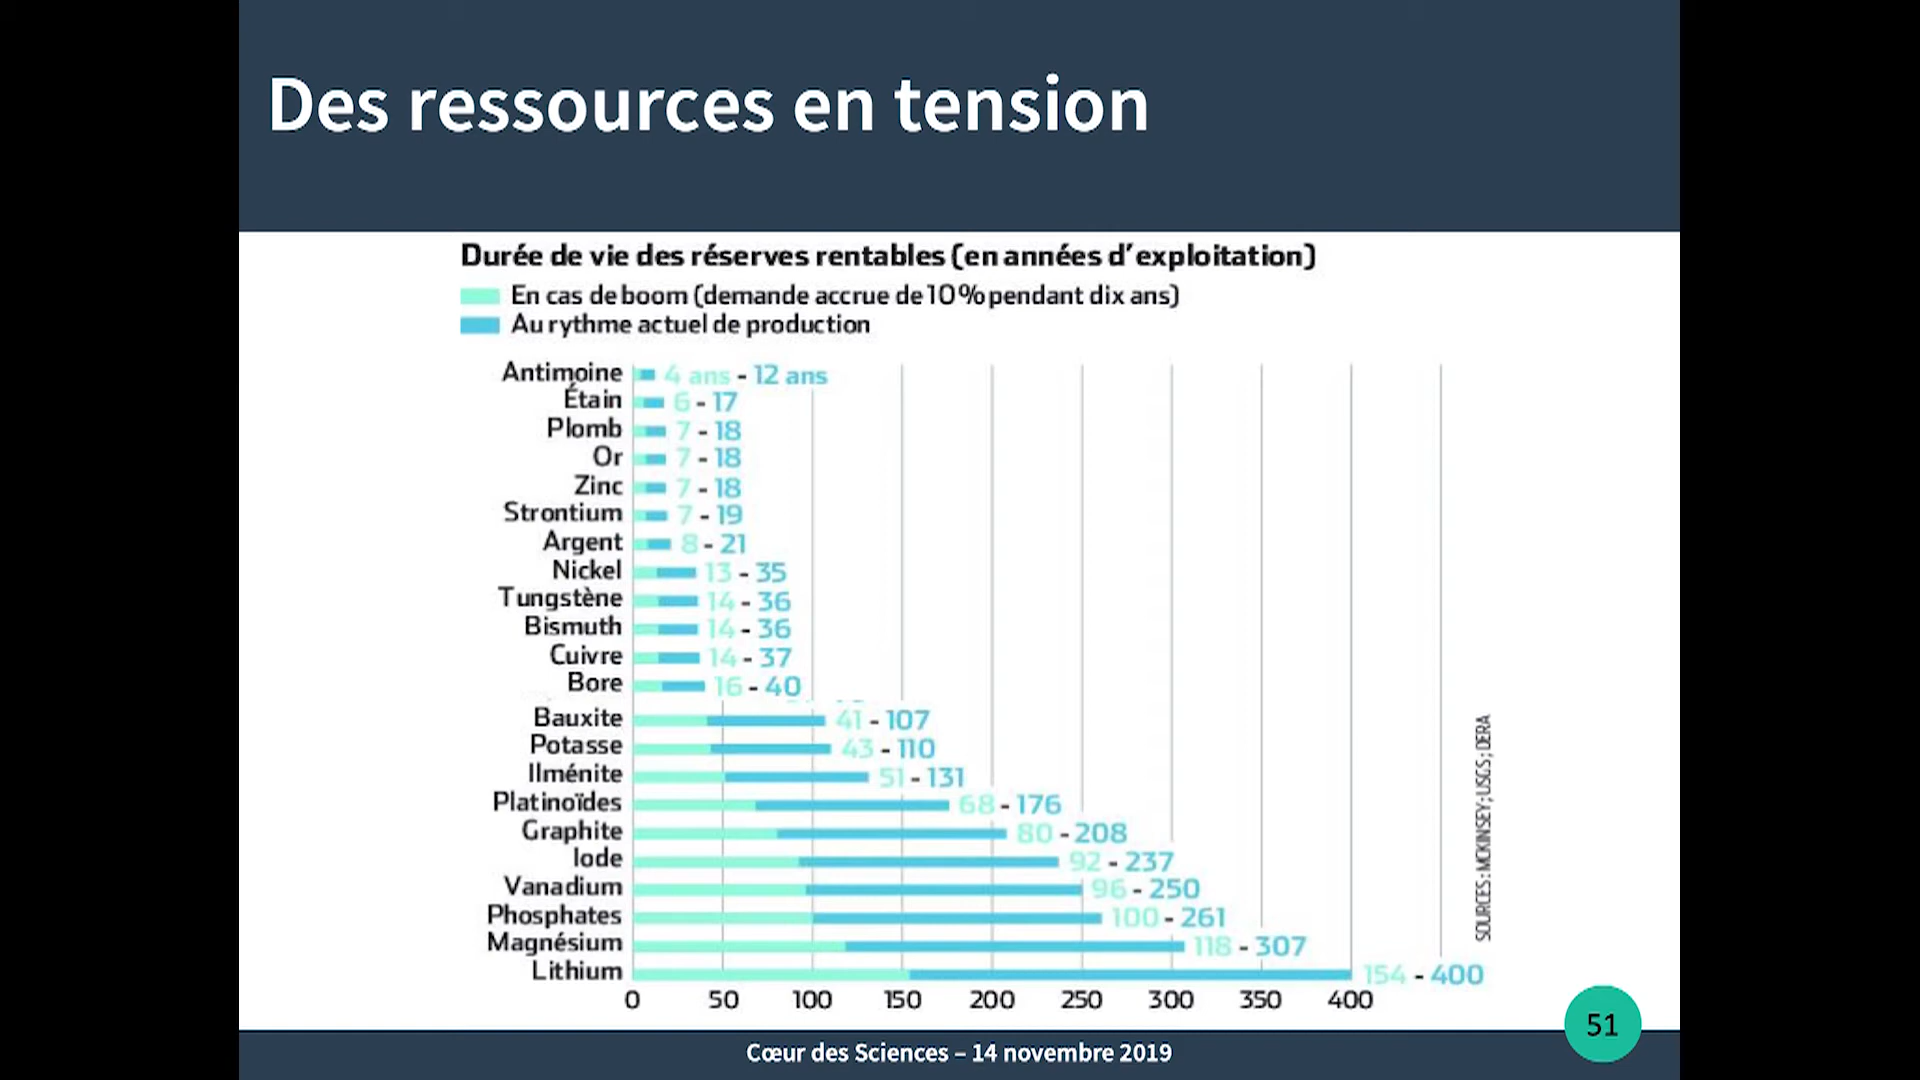 Des ressources en tension
Durée de vie des réserves rentables (en années d'exploitation)
En cas de boom (demande accrue de 10% pendant dix ans)
Au rythme actuel de production
Antimoine 4 ans - 12 ans
Étain 6 - 17
Plomb 7 - 18
Or 7 - 18
Zinc 7 - 18
Strontium 7 - 19
Argent 8 - 21
Nickel 13 - 35
Tungstène 14 - 36
Bismuth 14 - 36
Cuivre 14 - 37
Bore 16 - 40
Bauxite 41 - 107
Potasse 43 - 110
Ilménite 51 - 131
Platinoïdes 68 - 176
Graphite 80 - 208
Iode 92 - 237
Vanadium 96 - 250
Phosphates 100 - 261
Magnésium 118 - 307
Lithium 154 - 400
0 50 100 150 200 250 300 350 400
SOURCES : MCKINSEY ; USGS ; DERA
51
Cœur des Sciences – 14 novembre 2019